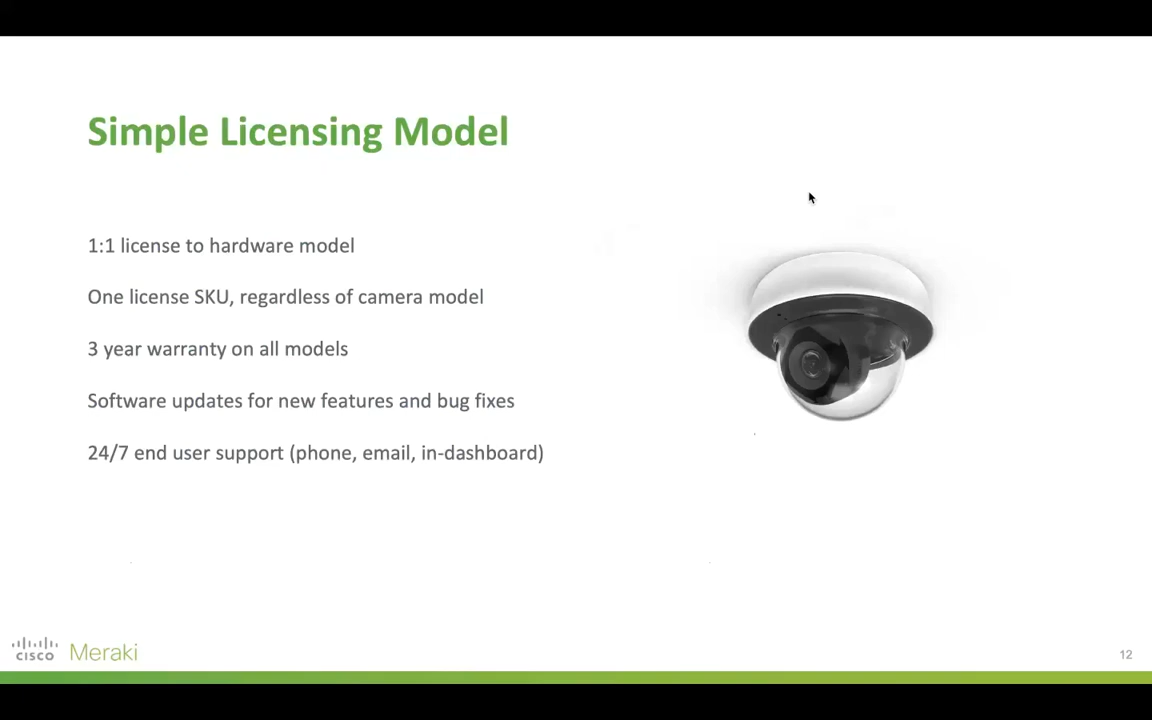 Simple Licensing Model
1:1 license to hardware model
One license SKU, regardless of camera model
3 year warranty on all models
Software updates for new features and bug fixes
24/7 end user support (phone, email, in-dashboard)
CISCO Meraki
12